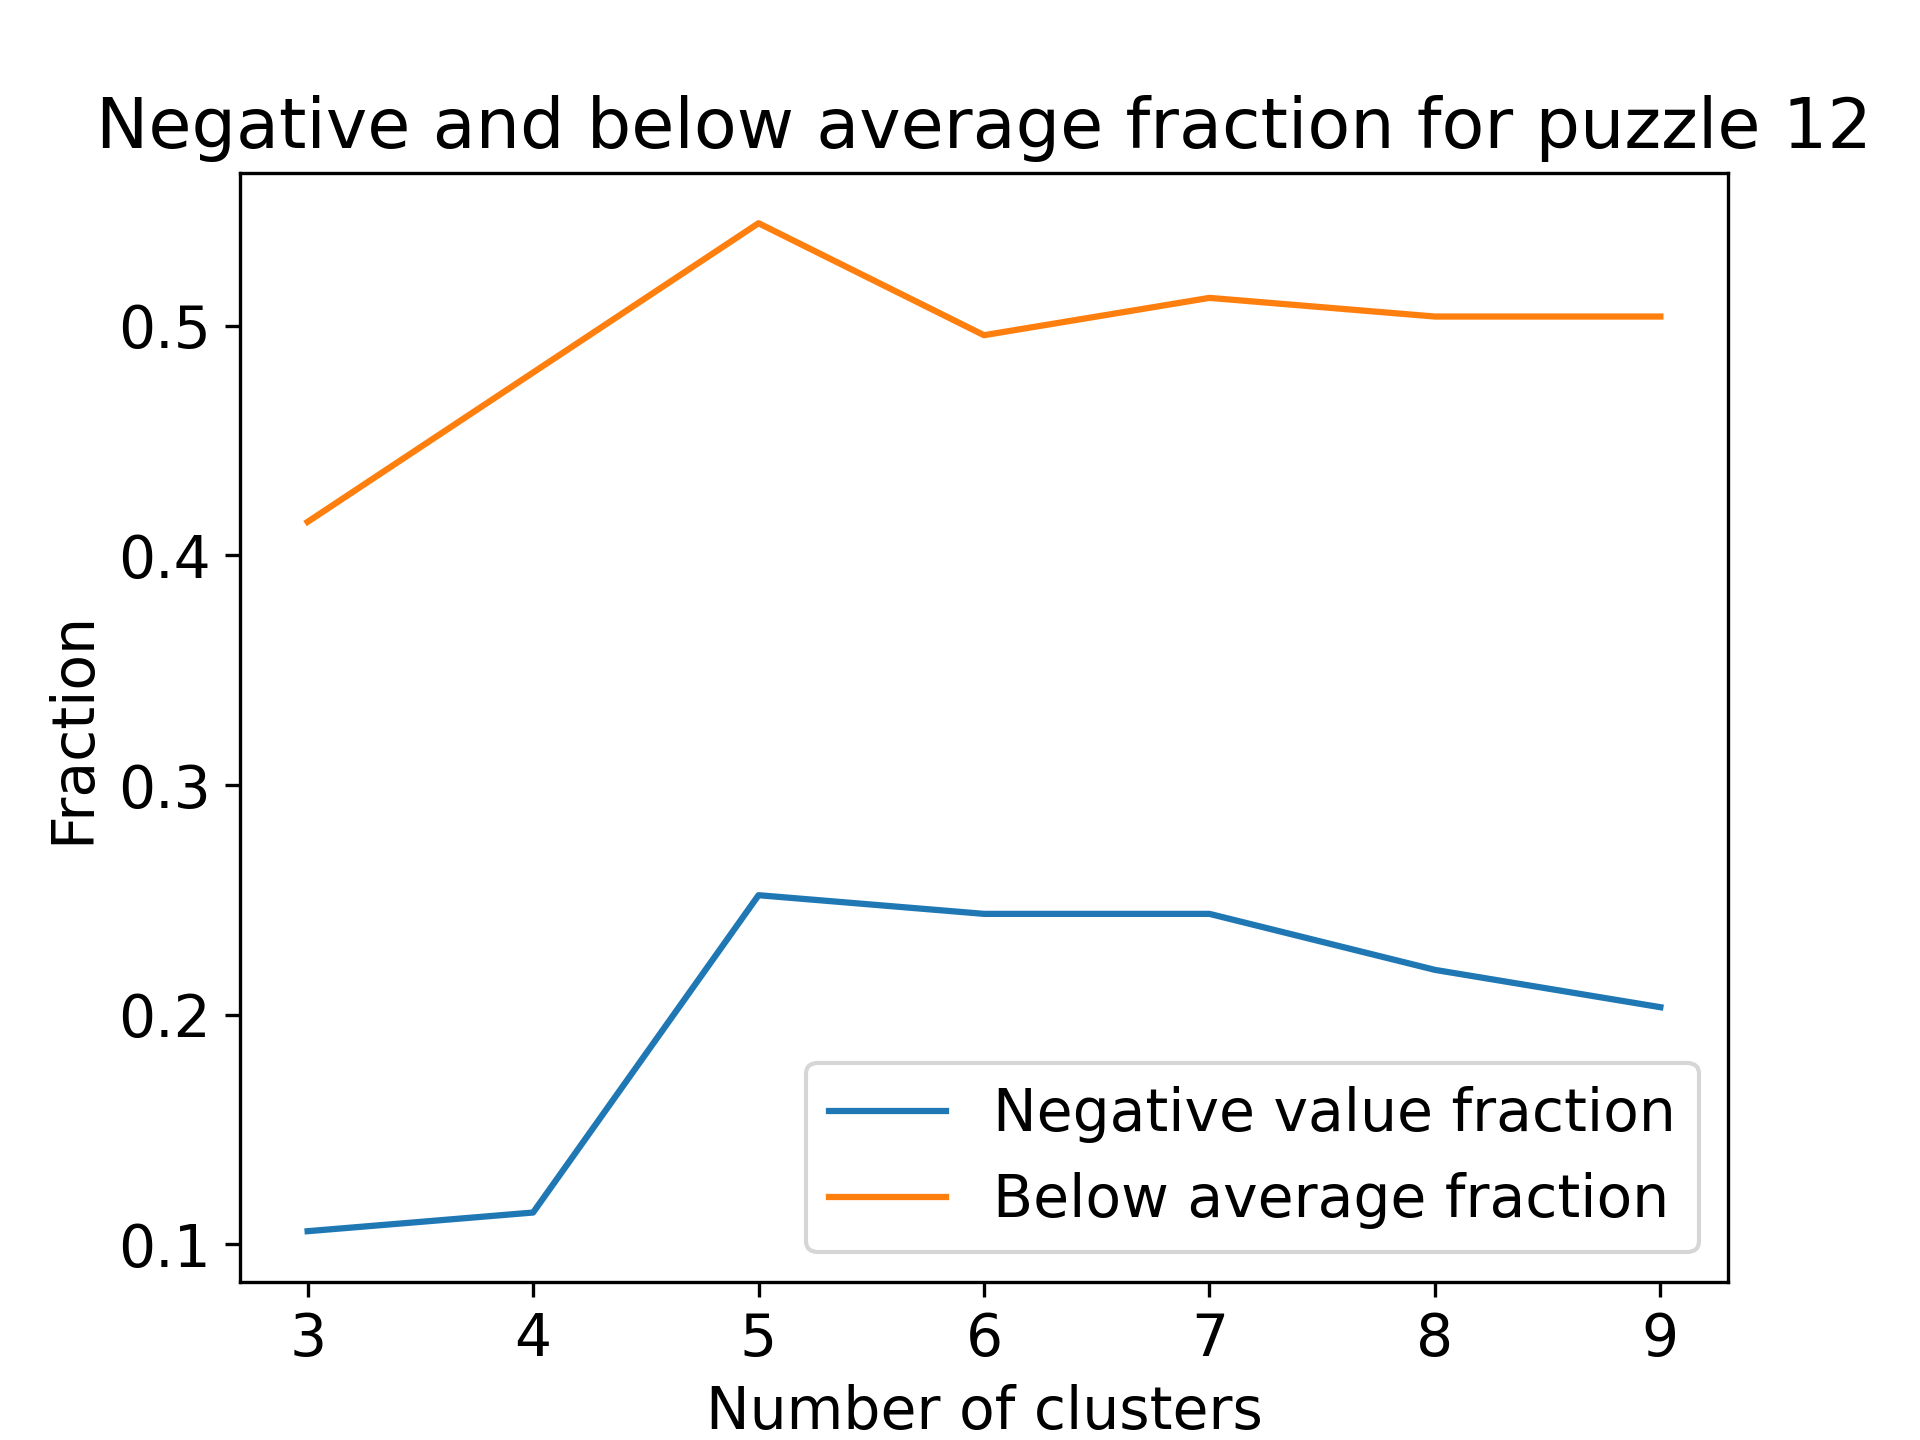 Negative and below average fraction for puzzle 12
Fraction
0.5
0.4
0.3
0.2
0.1
Negative value fraction
Below average fraction
3 4 5 6 7 8 9
Number of clusters